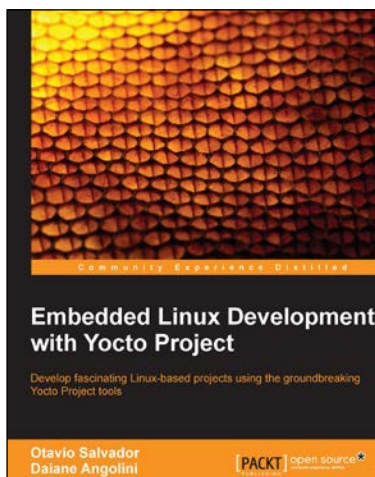 Community Experience Distilled
Embedded Linux Development
with Yocto Project
Develop fascinating Linux-based projects using the groundbreaking
Yocto Project tools
Otavio Salvador
Daiane Angolini
[PACKT] open source*
PUBLISHING